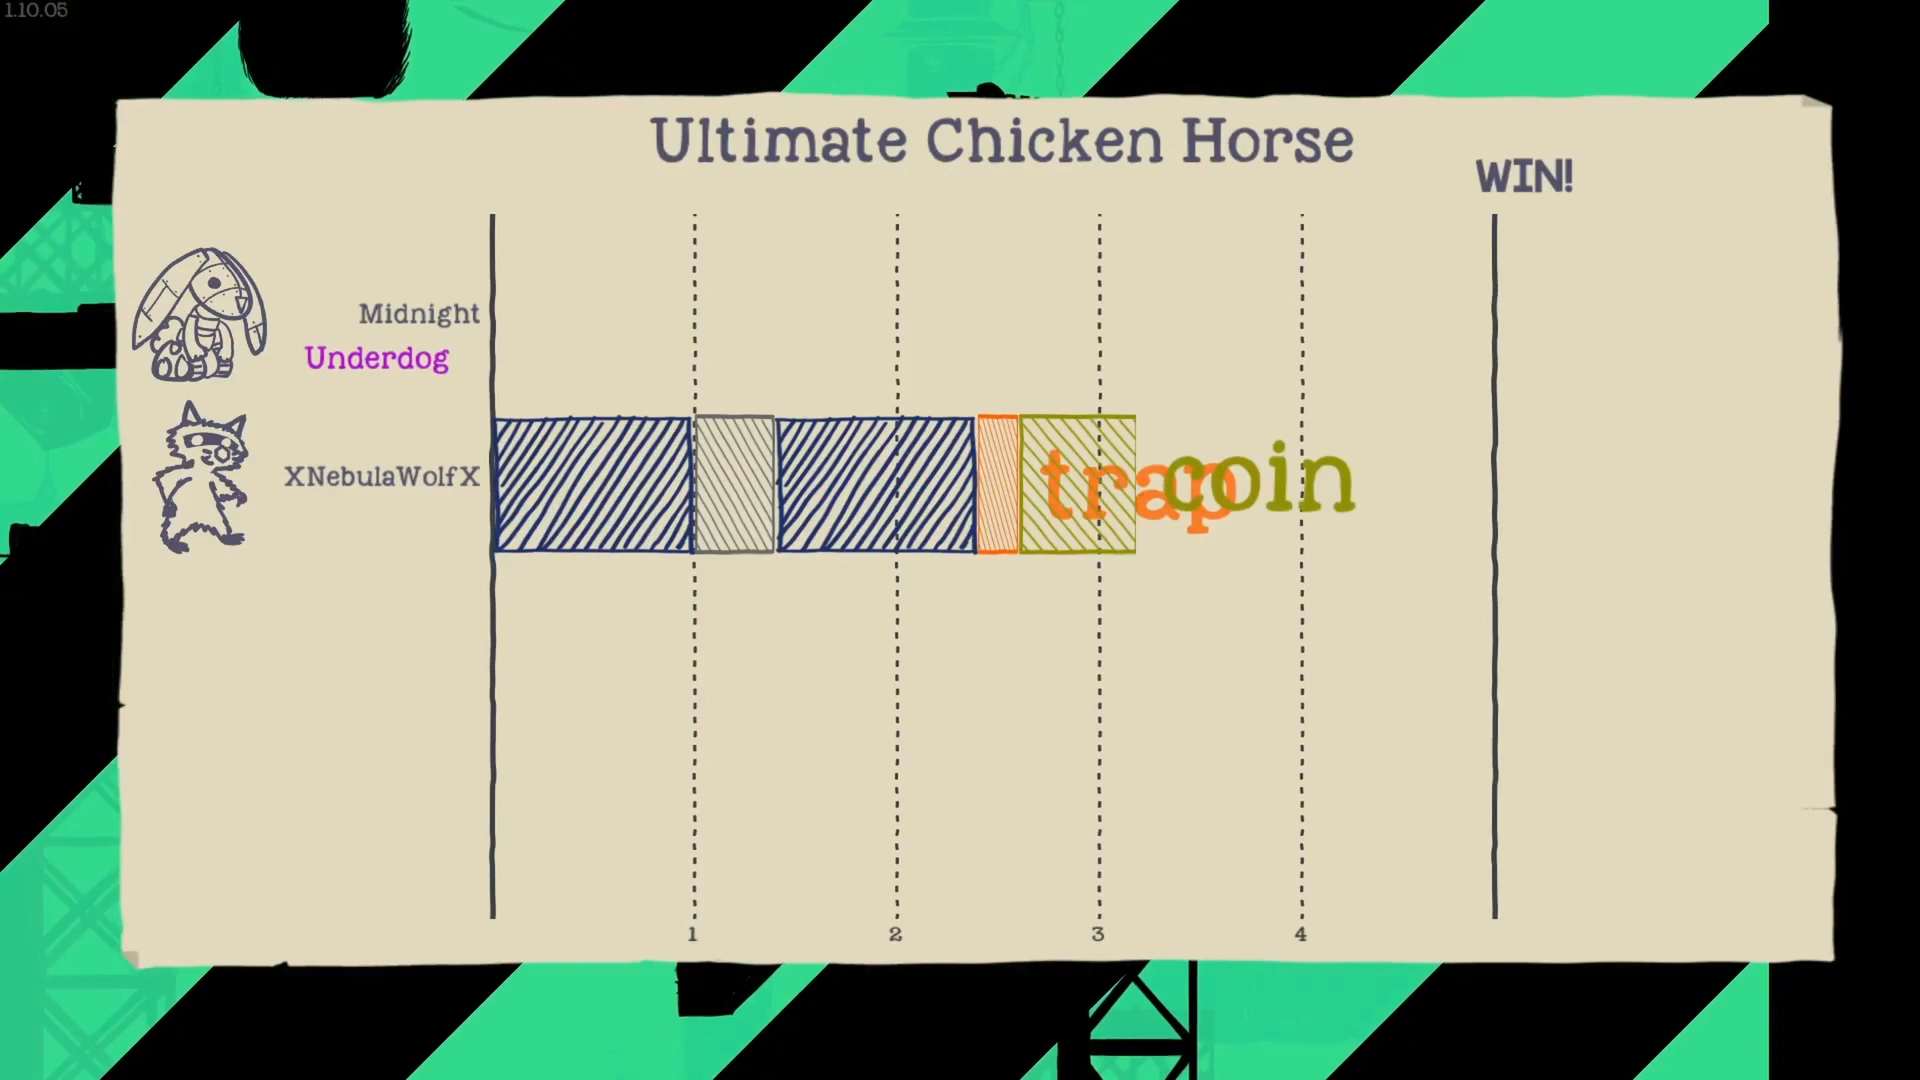 1.10.05
Ultimate Chicken Horse
WIN!
Midnight
Underdog
XNebulaWolfX
trap
coin
1
2
3
4